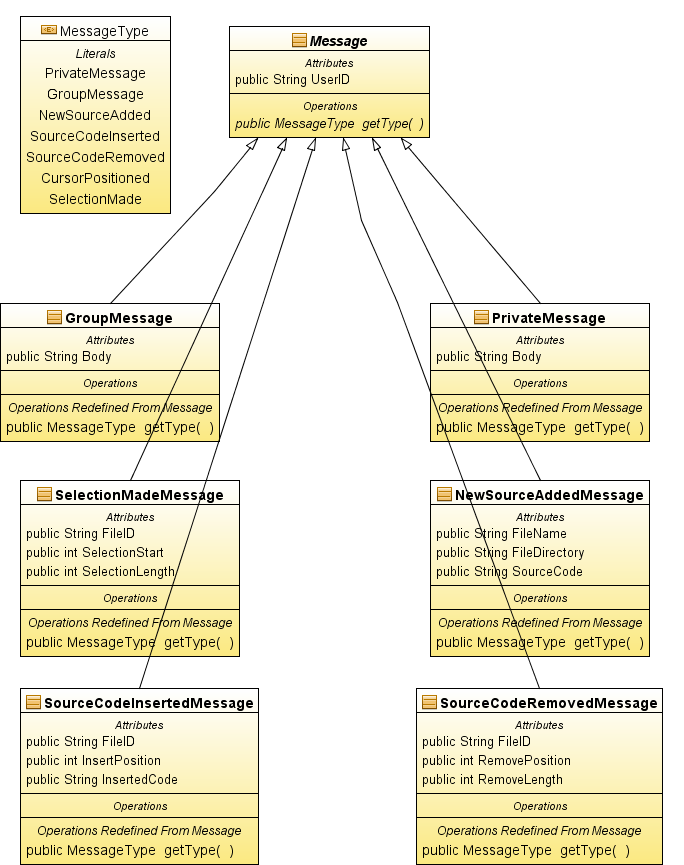 <E> MessageType
Literals
PrivateMessage
GroupMessage
NewSourceAdded
SourceCodeInserted
SourceCodeRemoved
CursorPositioned
SelectionMade
Message
Attributes
public String UserID
Operations
public MessageType getType( )
GroupMessage
Attributes
public String Body
Operations
Operations Redefined From Message
public MessageType getType( )
PrivateMessage
Attributes
public String Body
Operations
Operations Redefined From Message
public MessageType getType( )
SelectionMadeMessage
Attributes
public String FileID
public int SelectionStart
public int SelectionLength
Operations
Operations Redefined From Message
public MessageType getType( )
NewSourceAddedMessage
Attributes
public String FileName
public String FileDirectory
public String SourceCode
Operations
Operations Redefined From Message
public MessageType getType( )
SourceCodeInsertedMessage
Attributes
public String FileID
public int InsertPosition
public String InsertedCode
Operations
Operations Redefined From Message
public MessageType getType( )
SourceCodeRemovedMessage
Attributes
public String FileID
public int RemovePosition
public int RemoveLength
Operations
Operations Redefined From Message
public MessageType getType( )